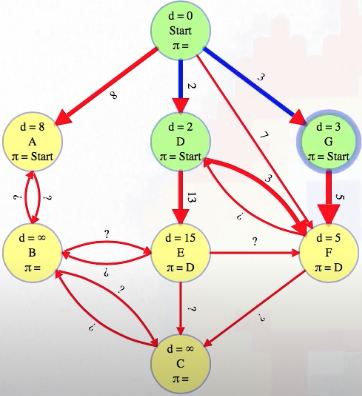 d = 0
Start
π =
8
2
3
7
d = 8
A
π = Start
d = 2
D
π = Start
d = 3
G
π = Start
?
?
13
3
?
5
d = ∞
B
π =
?
?
d = 15
E
π = D
?
d = 5
F
π = D
?
?
?
?
d = ∞
C
π =